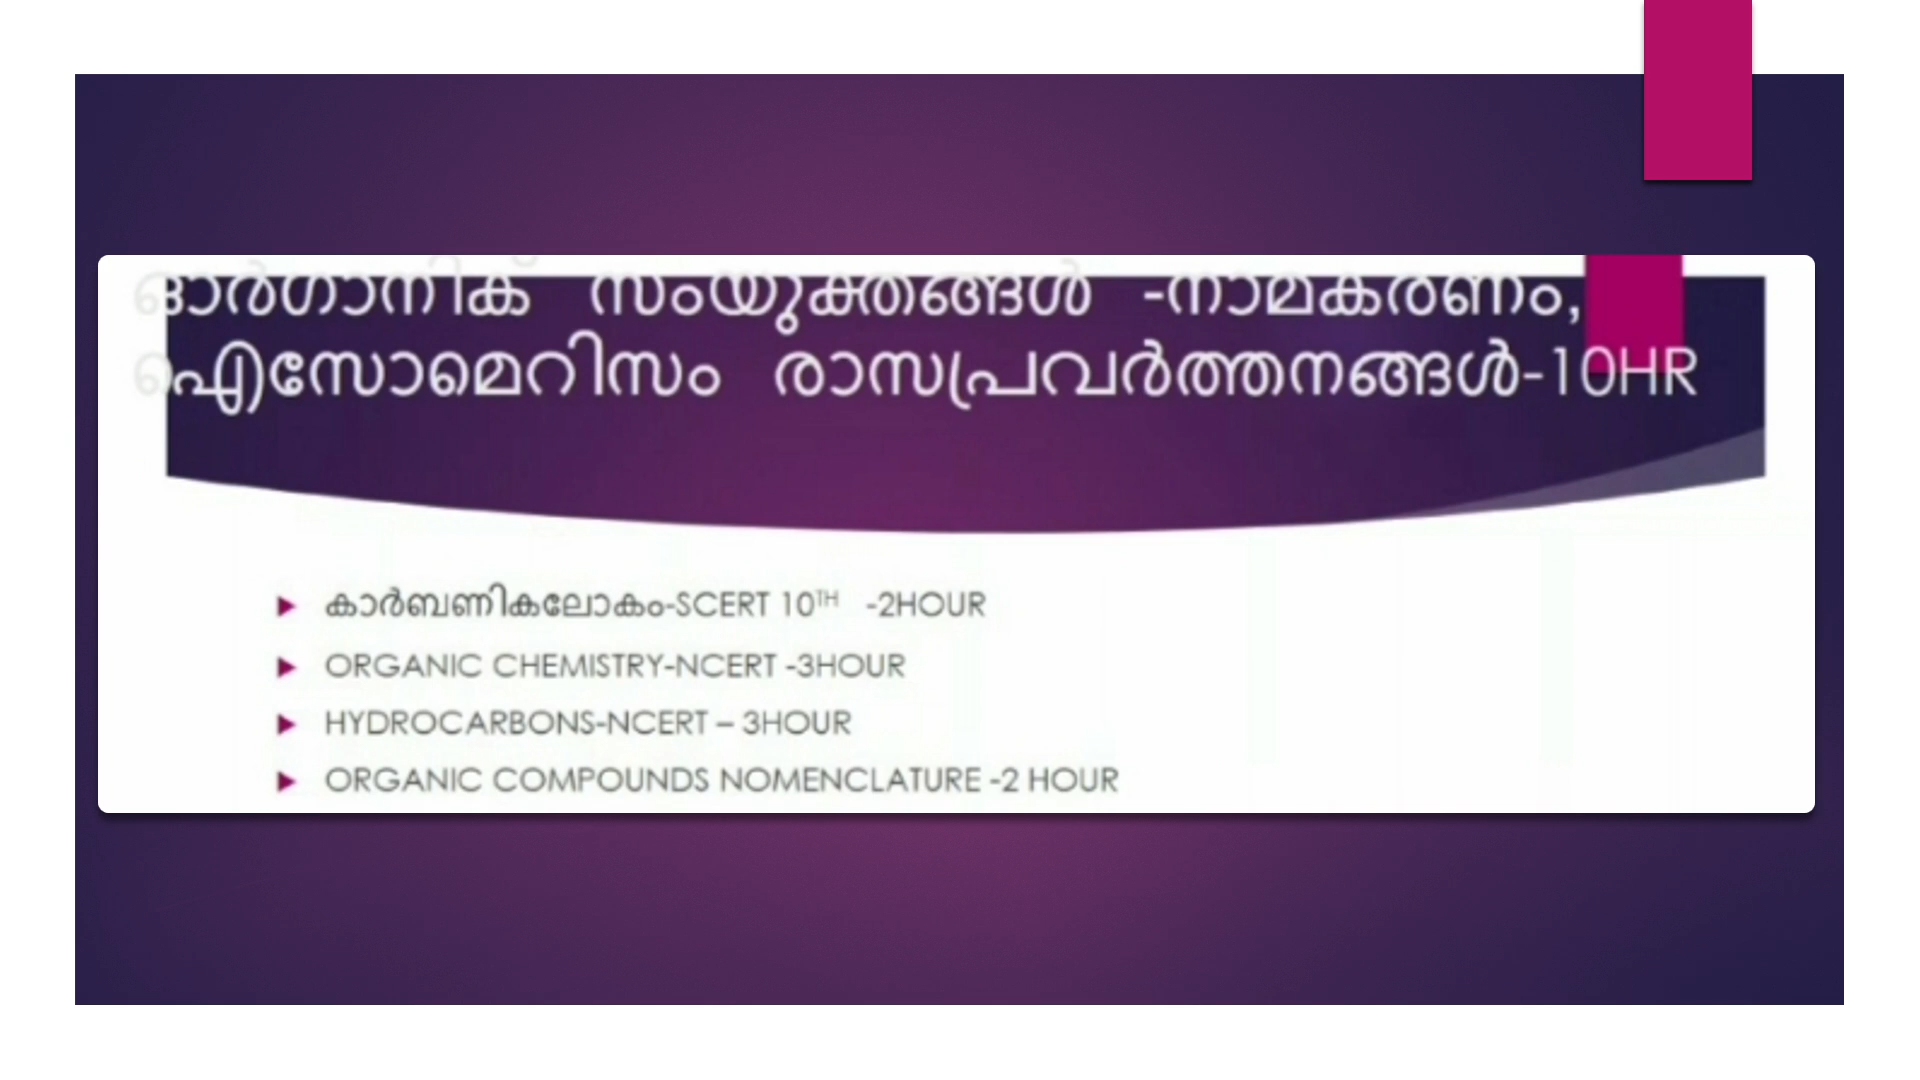 ഓർഗാനിക് സംയുക്തങ്ങൾ -നാമകരണം,
ഐസോമെറിസം രാസപ്രവർത്തനങ്ങൾ-10HR
കാർബണികലോകം-SCERT 10TH -2HOUR
ORGANIC CHEMISTRY-NCERT -3HOUR
HYDROCARBONS-NCERT – 3HOUR
ORGANIC COMPOUNDS NOMENCLATURE -2 HOUR